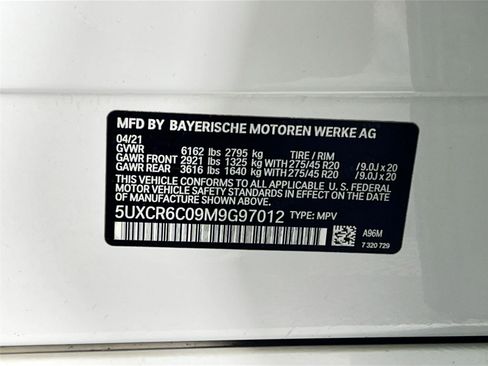 MFD BY BAYERISCHE MOTOREN WERKE AG
04/21
GVWR 6162 lbs 2795 kg TIRE / RIM
GAWR FRONT 2921 lbs 1325 kg WITH 275/45 R20 / 9.0J x 20
GAWR REAR 3616 lbs 1640 kg WITH 275/45 R20 / 9.0J x 20
THIS VEHICLE CONFORMS TO ALL APPLICABLE U.S. FEDERAL
MOTOR VEHICLE SAFETY STANDARDS IN EFFECT ON THE
DATE OF MANUFACTURE SHOWN ABOVE.
5UXCR6C09M9G97012 TYPE: MPV
A96M
7 320 729